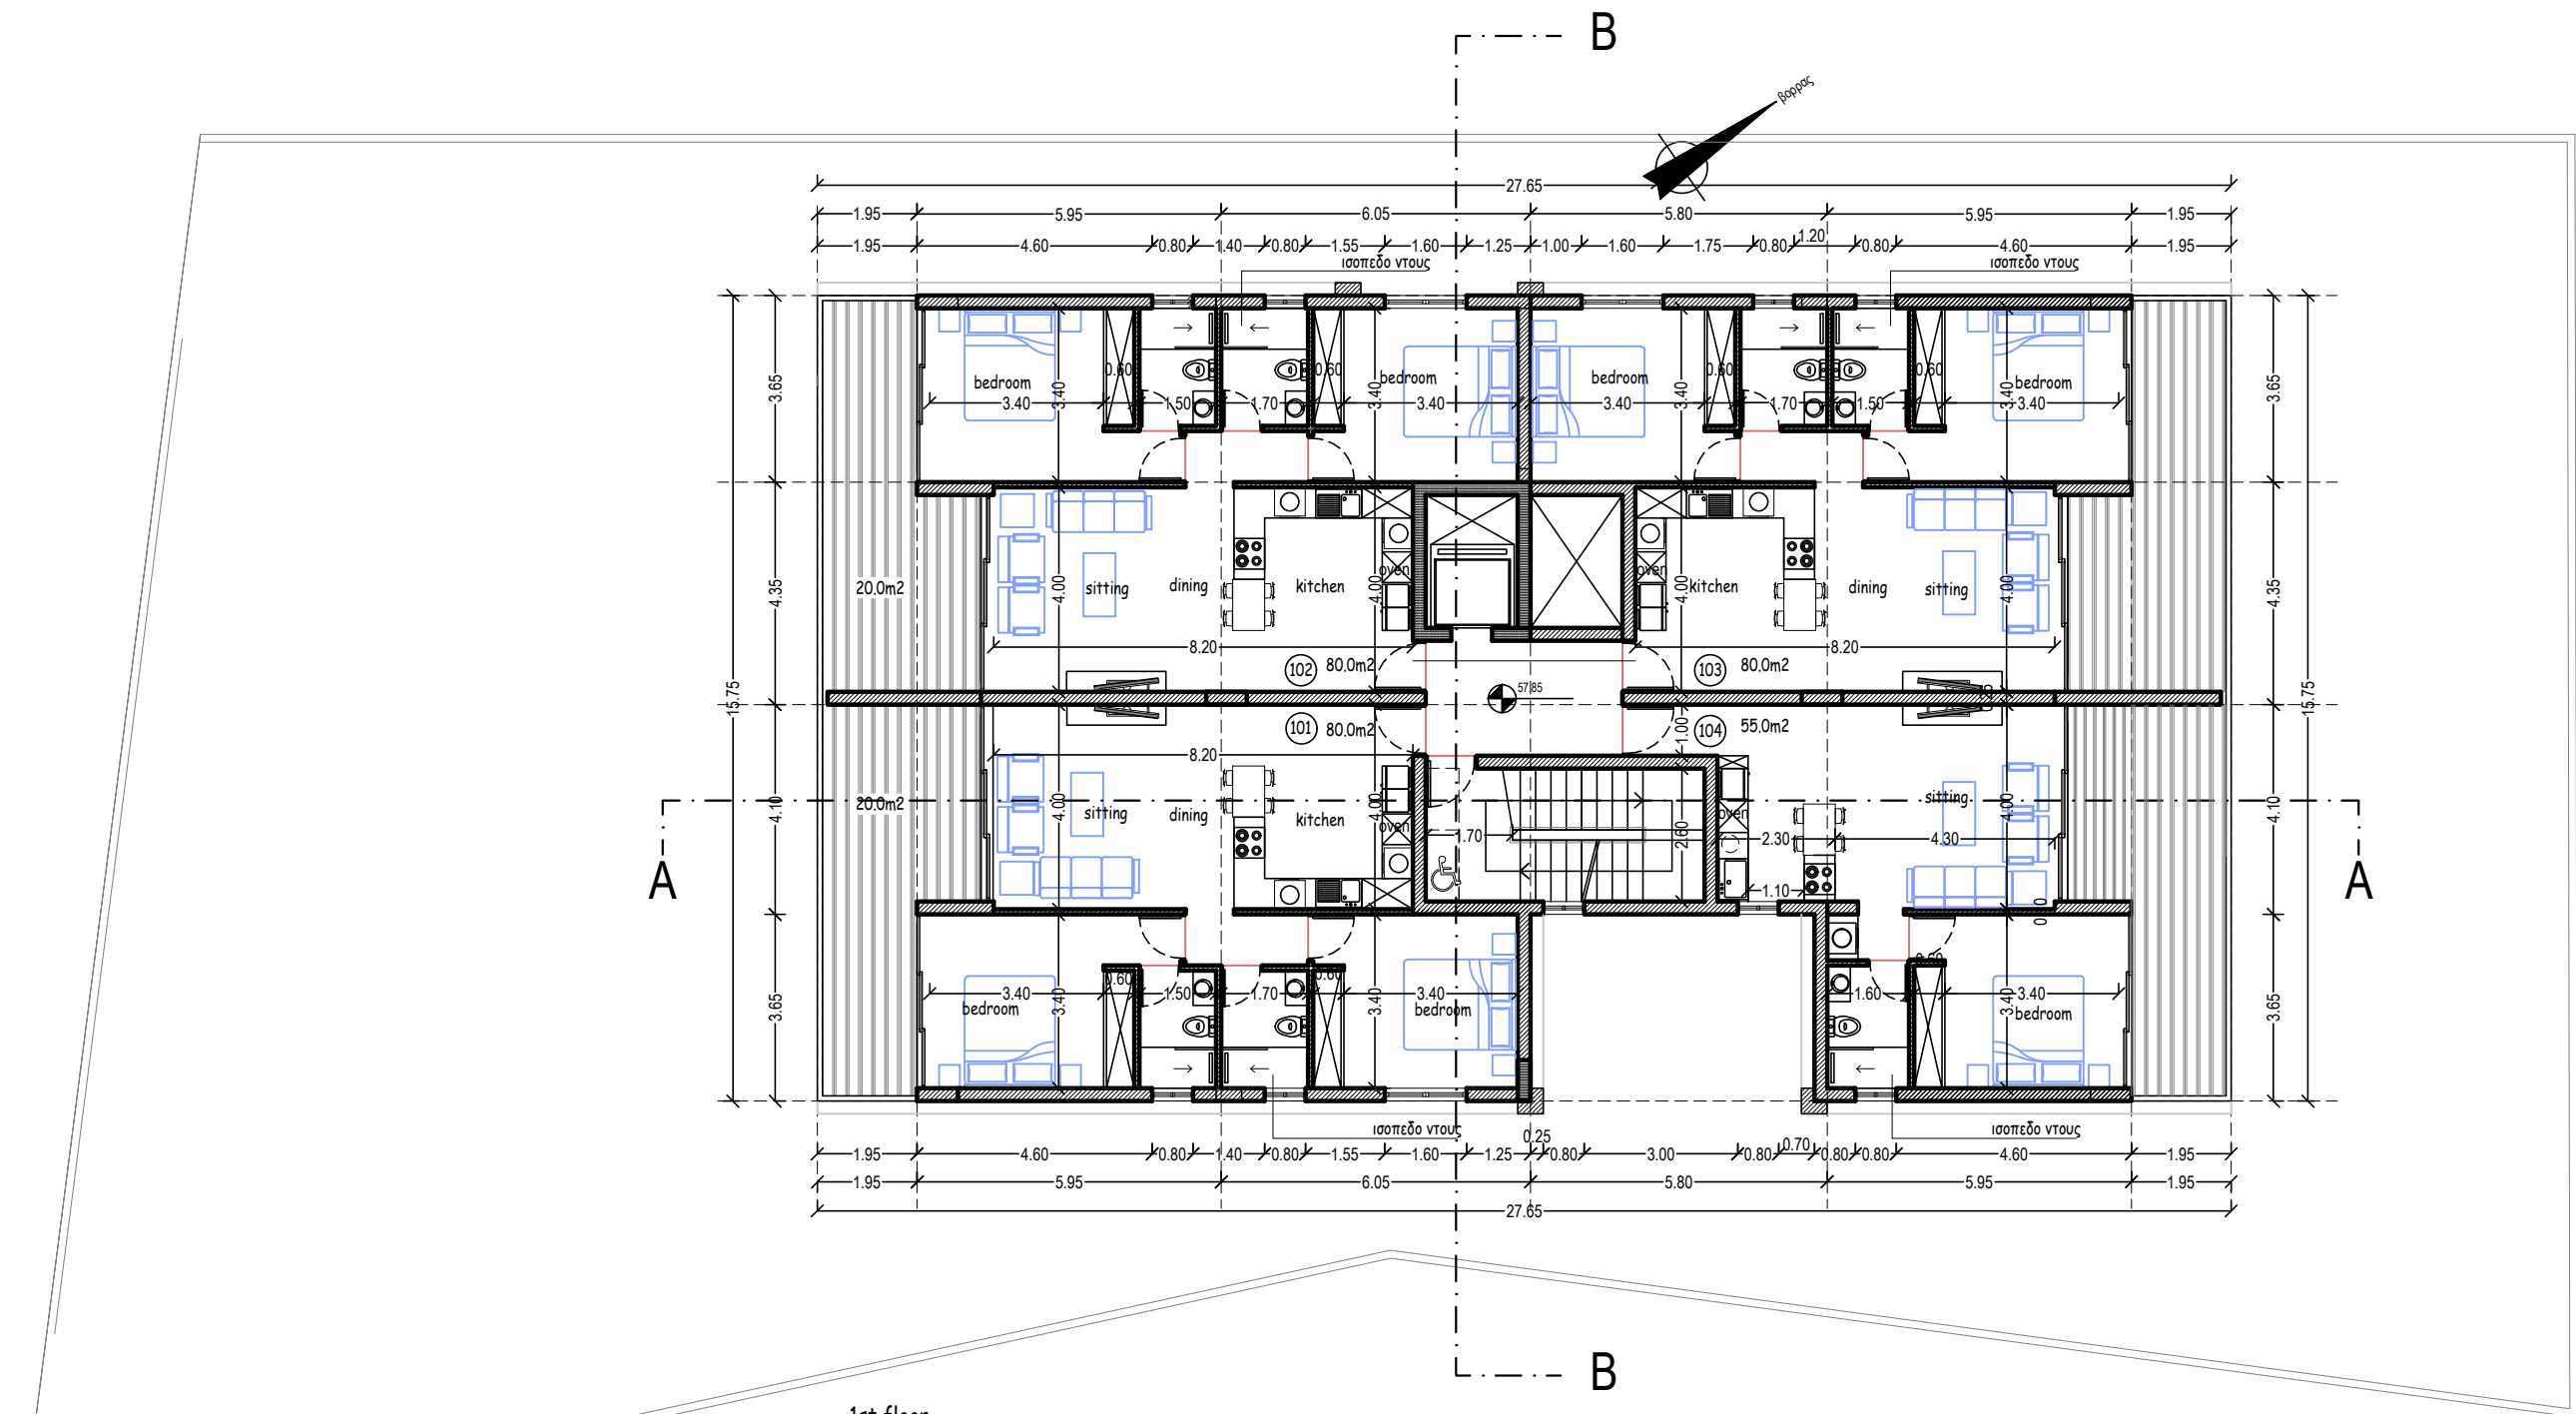 B
βορρας
27.65
1.95 5.95 6.05 5.80 5.95 1.95
1.95 4.60 0.80 1.40 0.80 1.55 1.60 1.25 1.00 1.60 1.75 0.80 1.20 0.80 4.60 1.95
ισοπεδο ντους ισοπεδο ντους
3.65 3.65
bedroom 3.40 0.60 0.60 3.40 bedroom bedroom 3.40 0.60 0.60 3.40 bedroom
3.40 1.50 1.70 3.40 3.40 1.70 1.50 3.40
4.35 4.35
oven oven
20.0m2 sitting 4.00 dining kitchen 4.00 4.00 kitchen dining sitting 4.00
8.20 8.20
102 80.0m2 103 80.0m2
15.75 57.85 15.75
101 80.0m2 1.00 104 55.0m2
8.20
20.0m2 sitting 4.00 dining kitchen 4.00 oven oven sitting 4.00
4.10 4.10
1.70 2.60 2.30 4.30
A A
1.10
3.65 3.65
0.60 0.60
3.40 3.40 1.50 1.70 3.40 3.40 1.60 3.40 3.40
bedroom bedroom bedroom
ισοπεδο ντους ισοπεδο ντους
0.25 0.70
1.95 4.60 0.80 1.40 0.80 1.55 1.60 1.25 0.80 3.00 0.80 0.80 0.80 4.60 1.95
1.95 5.95 6.05 5.80 5.95 1.95
27.65
B
1st floor